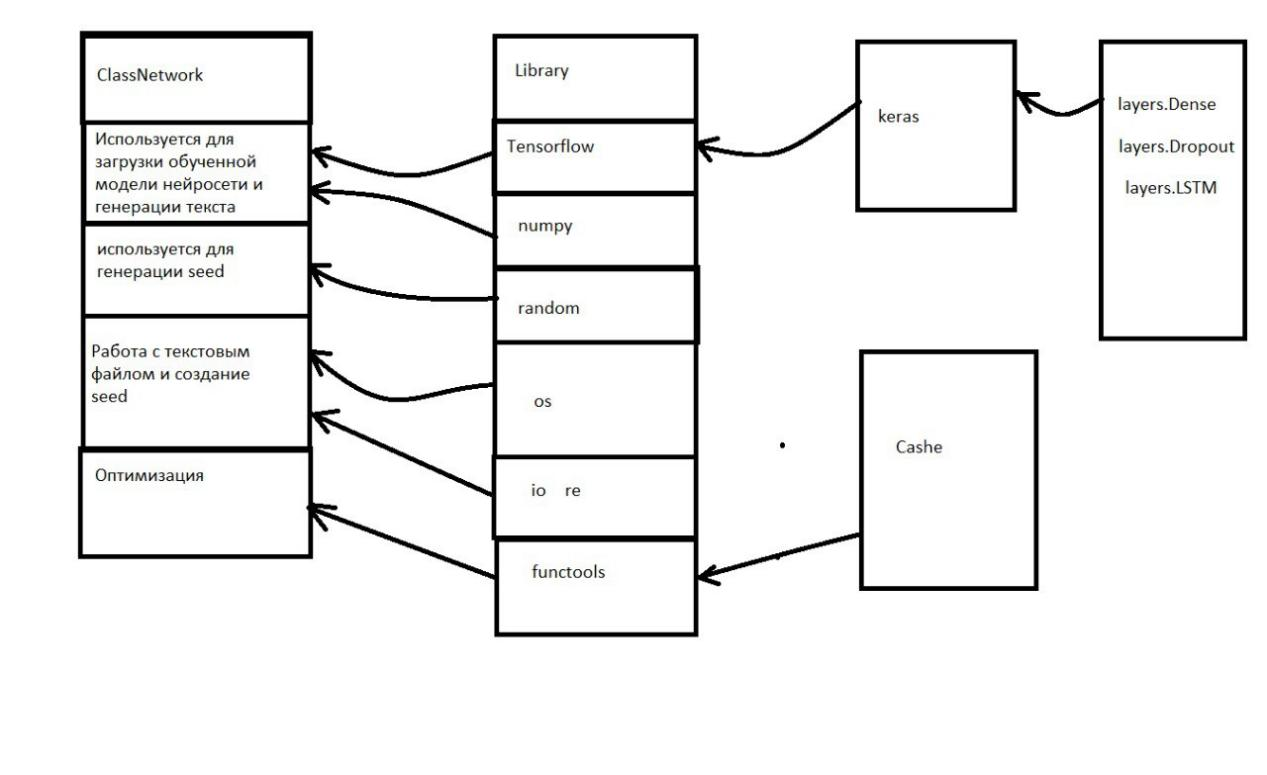 ClassNetwork
Используется для
загрузки обученной
модели нейросети и
генерации текста
используется для
генерации seed
Работа с текстовым
файлом и создание
seed
Оптимизация
Library
Tensorflow
numpy
random
os
io re
functools
keras
Cashe
layers.Dense
layers.Dropout
layers.LSTM